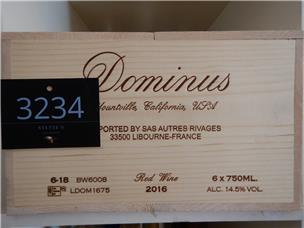 Dominus
Yountville, California, USA
PORTED BY SAS AUTRES RIVAGES
33500 LIBOURNE-FRANCE
3234
6-18 BW6008 Red Wine 6 x 750ML.
LDOM1675 2016 ALC. 14.5% VOL.